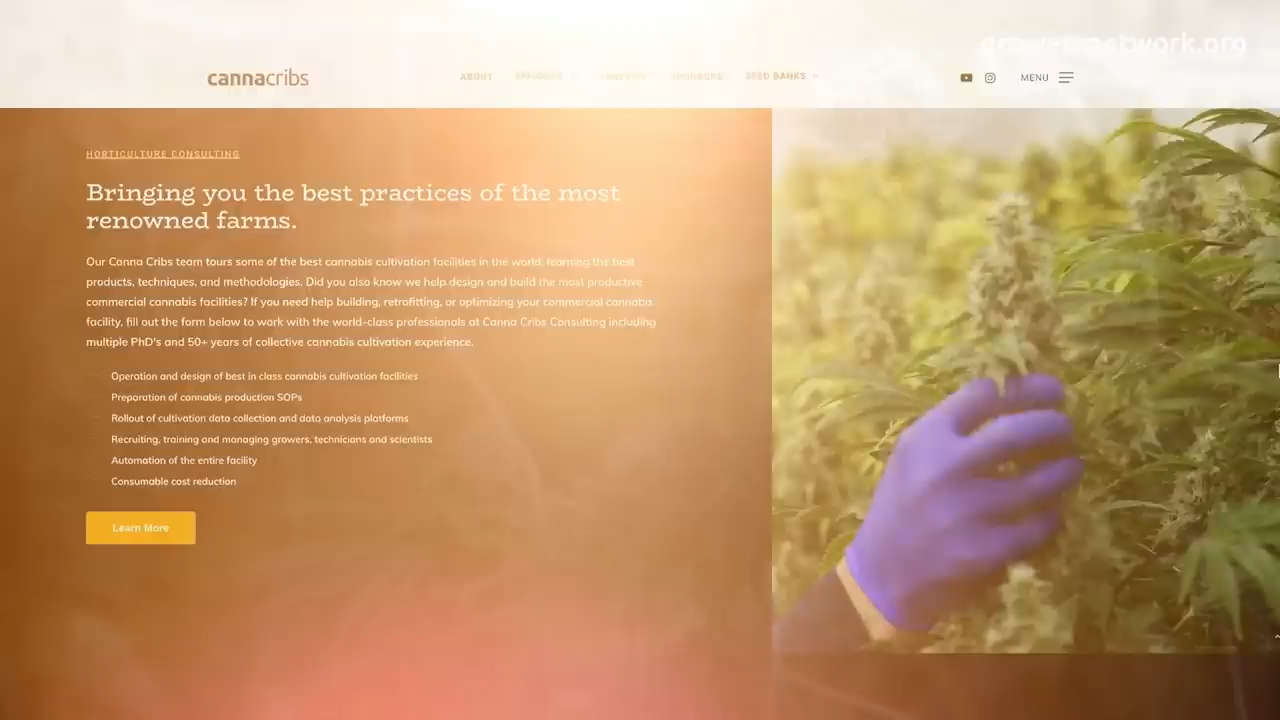 network.org
cannacribs
ABOUT
SPONSORS
SEED BANKS
MENU
HORTICULTURE CONSULTING
Bringing you the best practices of the most
renowned farms.
Our Canna Cribs team tours some of the best cannabis cultivation facilities in the world, learning the best
products, techniques, and methodologies. Did you also know we help design and build the most productive
commercial cannabis facilities? If you need help building, retrofitting, or optimizing your commercial cannabis
facility, fill out the form below to work with the world-class professionals at Canna Cribs Consulting including
multiple PhD's and 50+ years of collective cannabis cultivation experience.
Operation and design of best in class cannabis cultivation facilities
Preparation of cannabis production SOPs
Rollout of cultivation data collection and data analysis platforms
Recruiting, training and managing growers, technicians and scientists
Automation of the entire facility
Consumable cost reduction
Learn More